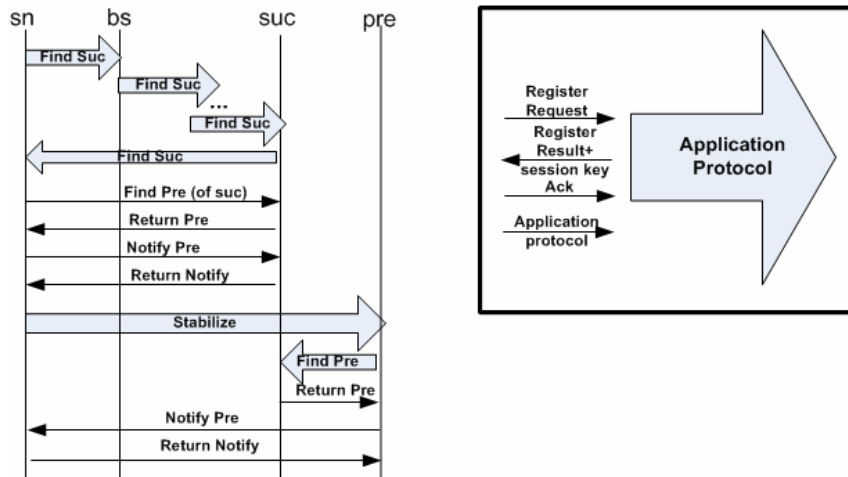 sn bs suc pre
Find Suc
Find Suc
...
Find Suc
Find Suc
Find Pre (of suc)
Return Pre
Notify Pre
Return Notify
Stabilize
Find Pre
Return Pre
Notify Pre
Return Notify
Register
Request
Register
Result+
session key
Ack
Application
protocol
Application
Protocol